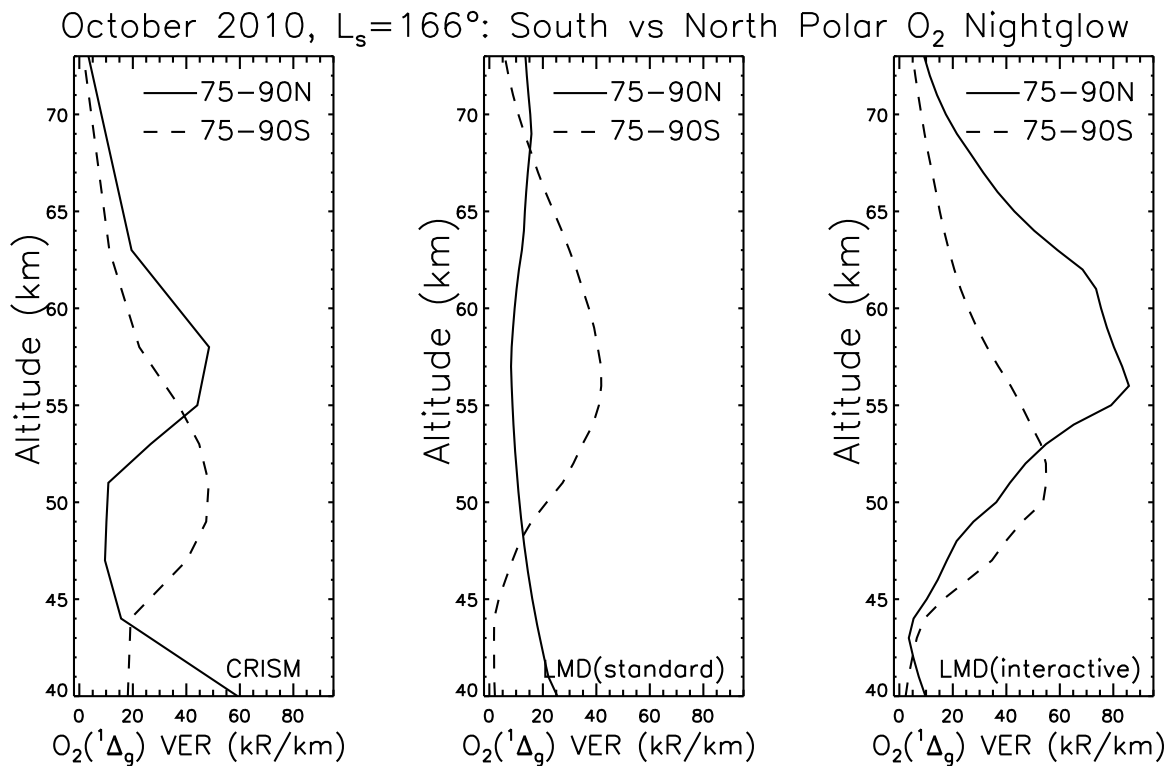 October 2010, Ls=166°: South vs North Polar O2 Nightglow
75-90N
75-90S
70
65
60
55
50
45
40
Altitude (km)
CRISM
0 20 40 60 80
O2(1Δg) VER (kR/km)
75-90N
75-90S
70
65
60
55
50
45
40
Altitude (km)
LMD(standard)
0 20 40 60 80
O2(1Δg) VER (kR/km)
75-90N
75-90S
70
65
60
55
50
45
40
Altitude (km)
LMD(interactive)
0 20 40 60 80
O2(1Δg) VER (kR/km)